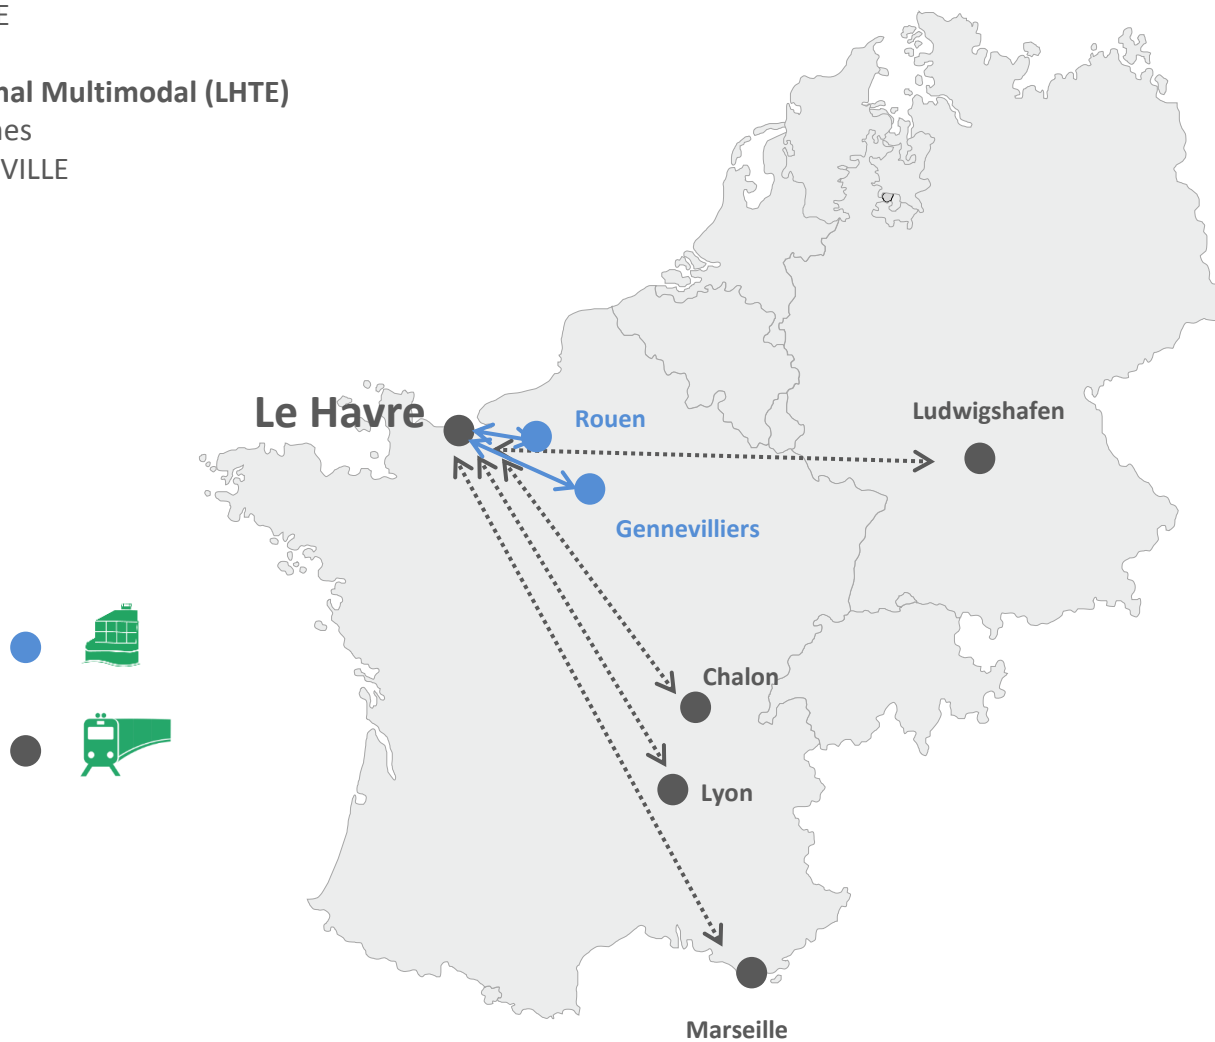 E
nal Multimodal (LHTE)
nes
VILLE
Le Havre
Rouen
Ludwigshafen
Gennevilliers
Chalon
Lyon
Marseille